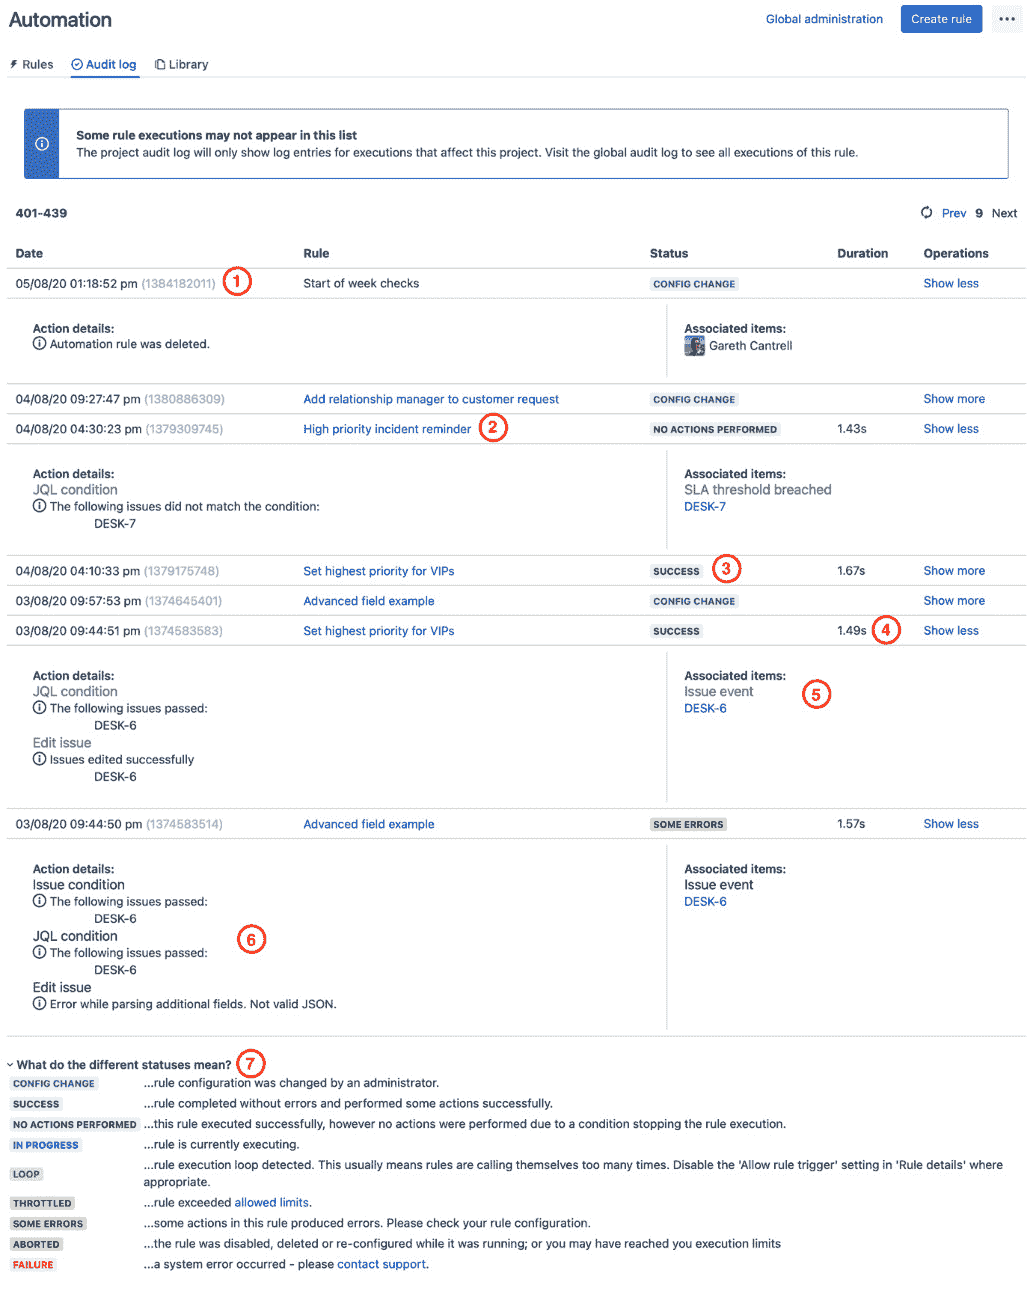 Automation
Global administration
Create rule
Rules
Audit log
Library
Some rule executions may not appear in this list
The project audit log will only show log entries for executions that affect this project. Visit the global audit log to see all executions of this rule.
401-439
Prev 9 Next
Date Rule Status Duration Operations
05/08/20 01:18:52 pm (1384182011) 1 Start of week checks CONFIG CHANGE Show less
Action details:
Automation rule was deleted.
Associated items:
Gareth Cantrell
04/08/20 09:27:47 pm (1380886309) Add relationship manager to customer request CONFIG CHANGE Show more
04/08/20 04:30:23 pm (1379309745) High priority incident reminder 2 NO ACTIONS PERFORMED 1.43s Show less
Action details:
JQL condition
The following issues did not match the condition:
DESK-7
Associated items:
SLA threshold breached
DESK-7
04/08/20 04:10:33 pm (1379175748) Set highest priority for VIPs SUCCESS 3 1.67s Show more
03/08/20 09:57:53 pm (1374645401) Advanced field example CONFIG CHANGE Show more
03/08/20 09:44:51 pm (1374583583) Set highest priority for VIPs SUCCESS 1.49s 4 Show less
Action details:
JQL condition
The following issues passed:
DESK-6
Edit issue
Issues edited successfully
DESK-6
Associated items:
Issue event 5
DESK-6
03/08/20 09:44:50 pm (1374583514) Advanced field example SOME ERRORS 1.57s Show less
Action details:
Issue condition
The following issues passed:
DESK-6
JQL condition 6
The following issues passed:
DESK-6
Edit issue
Error while parsing additional fields. Not valid JSON.
Associated items:
Issue event
DESK-6
What do the different statuses mean? 7
CONFIG CHANGE ...rule configuration was changed by an administrator.
SUCCESS ...rule completed without errors and performed some actions successfully.
NO ACTIONS PERFORMED ...this rule executed successfully, however no actions were performed due to a condition stopping the rule execution.
IN PROGRESS ...rule is currently executing.
LOOP ...rule execution loop detected. This usually means rules are calling themselves too many times. Disable the 'Allow rule trigger' setting in 'Rule details' where
appropriate.
THROTTLED ...rule exceeded allowed limits.
SOME ERRORS ...some actions in this rule produced errors. Please check your rule configuration.
ABORTED ...the rule was disabled, deleted or re-configured while it was running; or you may have reached you execution limits
FAILURE ...a system error occurred - please contact support.